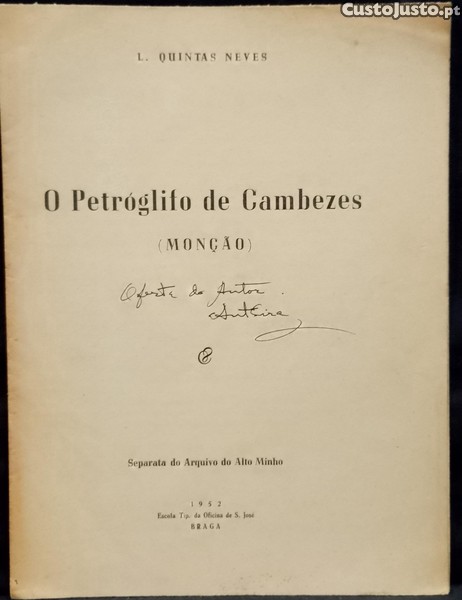 CustoJusto.pt
L. QUINTAS NEVES
O Petróglifo de Cambezes
(MONÇÃO)
Oferta do Autor.
Separata do Arquivo do Alto Minho
1952
Escola Tip. da Oficina de S. José
BRAGA